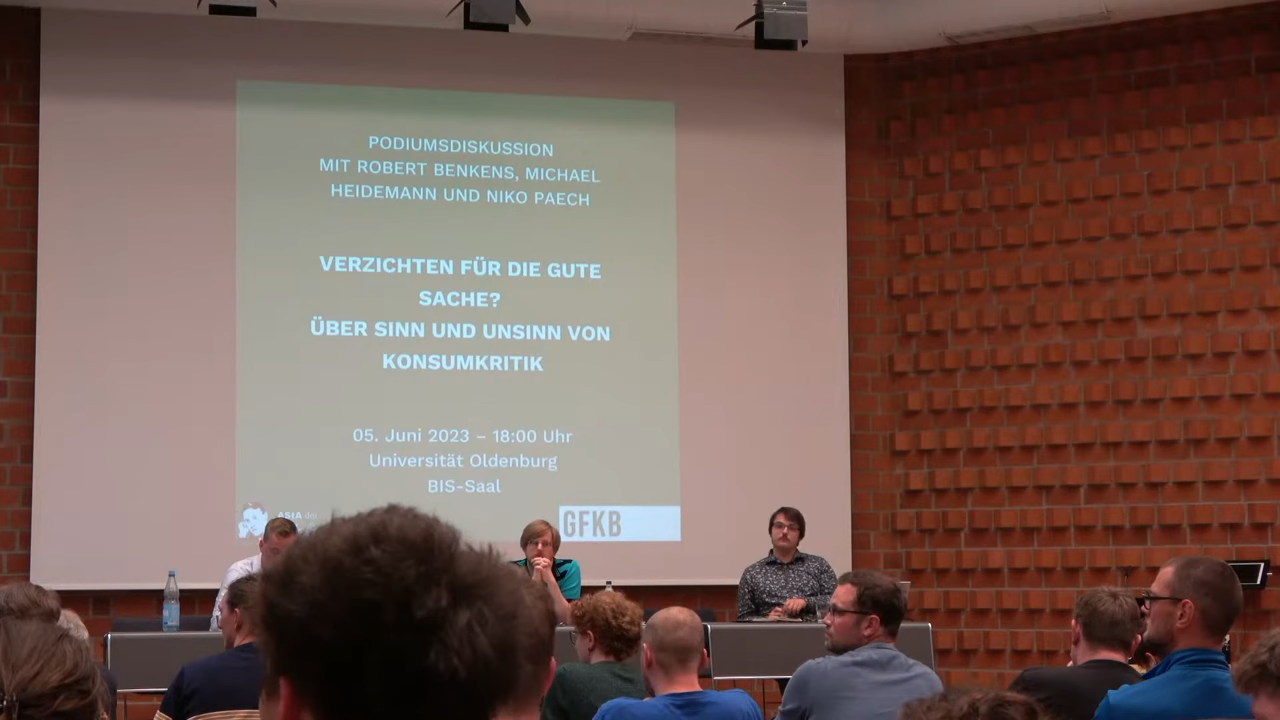 PODIUMSDISKUSSION
MIT ROBERT BENKENS, MICHAEL
HEIDEMANN UND NIKO PAECH
VERZICHTEN FÜR DIE GUTE
SACHE?
ÜBER SINN UND UNSINN VON
KONSUMKRITIK
05. Juni 2023 – 18:00 Uhr
Universität Oldenburg
BIS-Saal
AStA der
GFKB